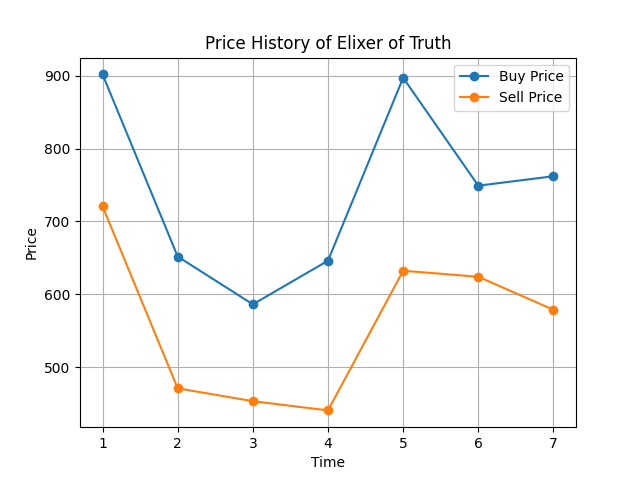 Price History of Elixer of Truth
Buy Price
Sell Price
Price
900
800
700
600
500
1 2 3 4 5 6 7
Time